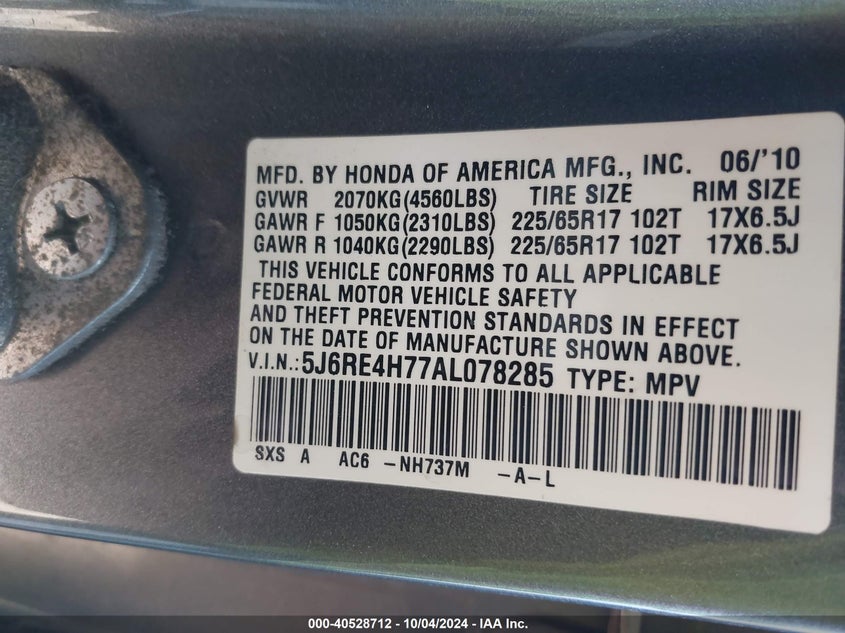 MFD. BY HONDA OF AMERICA MFG., INC. 06/'10
GVWR 2070KG(4560LBS) TIRE SIZE RIM SIZE
GAWR F 1050KG(2310LBS) 225/65R17 102T 17X6.5J
GAWR R 1040KG(2290LBS) 225/65R17 102T 17X6.5J
THIS VEHICLE CONFORMS TO ALL APPLICABLE
FEDERAL MOTOR VEHICLE SAFETY
AND THEFT PREVENTION STANDARDS IN EFFECT
ON THE DATE OF MANUFACTURE SHOWN ABOVE.
V.I.N.: 5J6RE4H77AL078285 TYPE: MPV
SXS A AC6 -NH737M -A-L
000-40528712 - 10/04/2024 - IAA Inc.